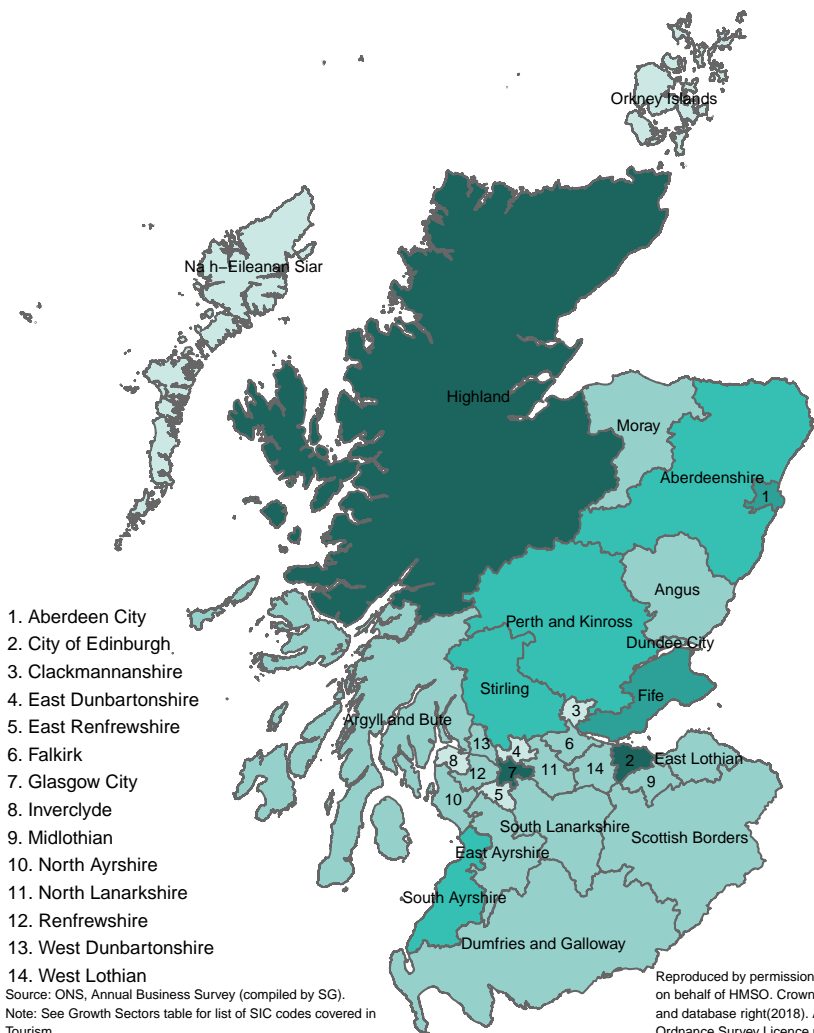 Orkney Islands
Na h−Eileanan Siar
Highland
Moray
Aberdeenshire
1
Angus
Perth and Kinross
Dundee City
Stirling
Fife
3
Argyll and Bute
13
4
6
2
East Lothian
8
12
7
11
14
9
10
5
South Lanarkshire
Scottish Borders
East Ayrshire
South Ayrshire
Dumfries and Galloway
1. Aberdeen City
2. City of Edinburgh
3. Clackmannanshire
4. East Dunbartonshire
5. East Renfrewshire
6. Falkirk
7. Glasgow City
8. Inverclyde
9. Midlothian
10. North Ayrshire
11. North Lanarkshire
12. Renfrewshire
13. West Dunbartonshire
14. West Lothian
Source: ONS, Annual Business Survey (compiled by SG).
Note: See Growth Sectors table for list of SIC codes covered in
Tourism
Reproduced by permission
on behalf of HMSO. Crown
and database right(2018). A
Ordnance Survey Licence